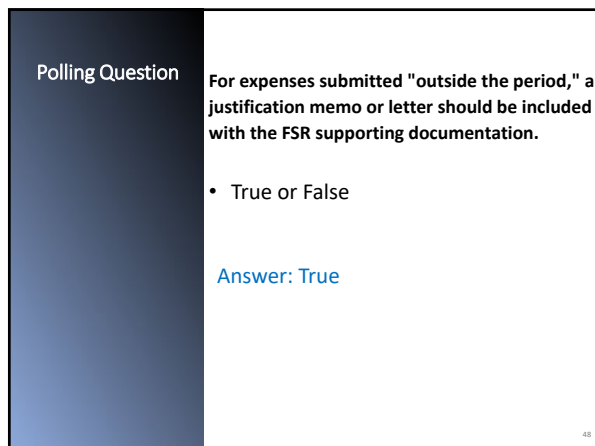 Polling Question
For expenses submitted "outside the period," a
justification memo or letter should be included
with the FSR supporting documentation.
• True or False
Answer: True
48